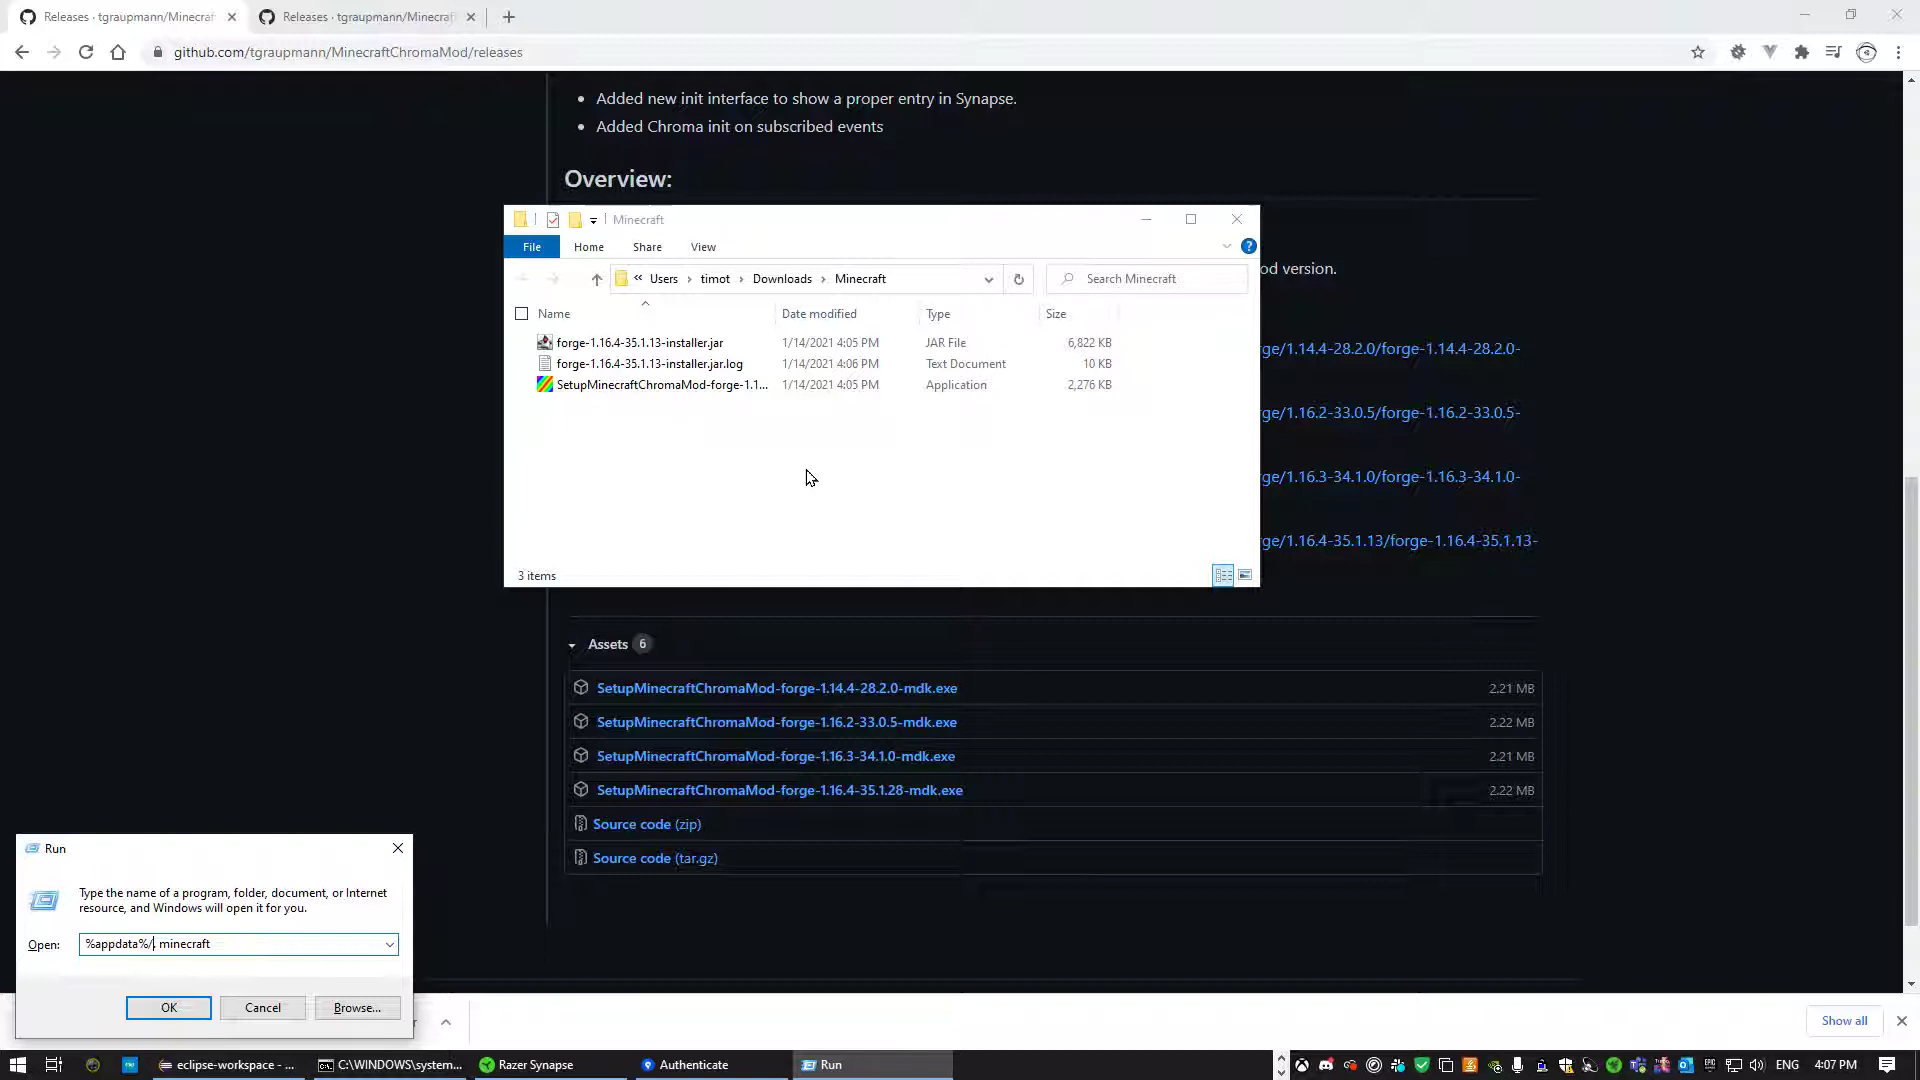 Releases · tgraupmann/Minecraf
Releases · tgraupmann/Minecraf
github.com/tgraupmann/MinecraftChromaMod/releases
Added new init interface to show a proper entry in Synapse.
Added Chroma init on subscribed events
Overview:
Minecraft
File Home Share View
« Users › timot › Downloads › Minecraft
Search Minecraft
od version.
Name Date modified Type Size
forge-1.16.4-35.1.13-installer.jar 1/14/2021 4:05 PM JAR File 6,822 KB
rge/1.14.4-28.2.0/forge-1.14.4-28.2.0-
forge-1.16.4-35.1.13-installer.jar.log 1/14/2021 4:06 PM Text Document 10 KB
SetupMinecraftChromaMod-forge-1.1... 1/14/2021 4:05 PM Application 2,276 KB
rge/1.16.2-33.0.5/forge-1.16.2-33.0.5-
rge/1.16.3-34.1.0/forge-1.16.3-34.1.0-
rge/1.16.4-35.1.13/forge-1.16.4-35.1.13-
3 items
Assets 6
SetupMinecraftChromaMod-forge-1.14.4-28.2.0-mdk.exe 2.21 MB
SetupMinecraftChromaMod-forge-1.16.2-33.0.5-mdk.exe 2.22 MB
SetupMinecraftChromaMod-forge-1.16.3-34.1.0-mdk.exe 2.21 MB
SetupMinecraftChromaMod-forge-1.16.4-35.1.28-mdk.exe 2.22 MB
Source code (zip)
Source code (tar.gz)
Run
Type the name of a program, folder, document, or Internet
resource, and Windows will open it for you.
Open: %appdata%/. minecraft
OK Cancel Browse...
Show all
eclipse-workspace - ... C:\WINDOWS\system... Razer Synapse Authenticate Run ENG 4:07 PM